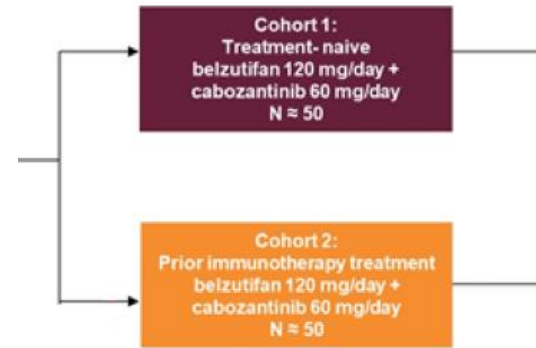 Cohort 1:
Treatment- naive
belzutifan 120 mg/day +
cabozantinib 60 mg/day
N ≈ 50
Cohort 2:
Prior immunotherapy treatment
belzutifan 120 mg/day +
cabozantinib 60 mg/day
N ≈ 50